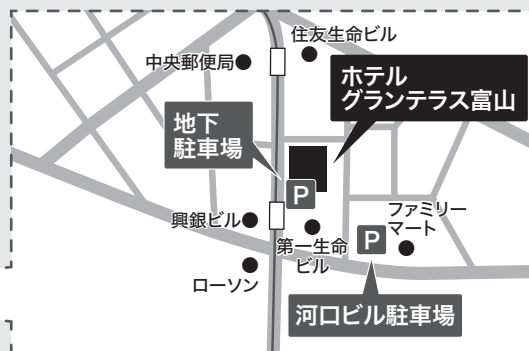 住友生命ビル
中央郵便局
ホテル
グランテラス富山
地下
駐車場
P
興銀ビル
第一生命
ビル
P
ファミリー
マート
ローソン
河口ビル駐車場